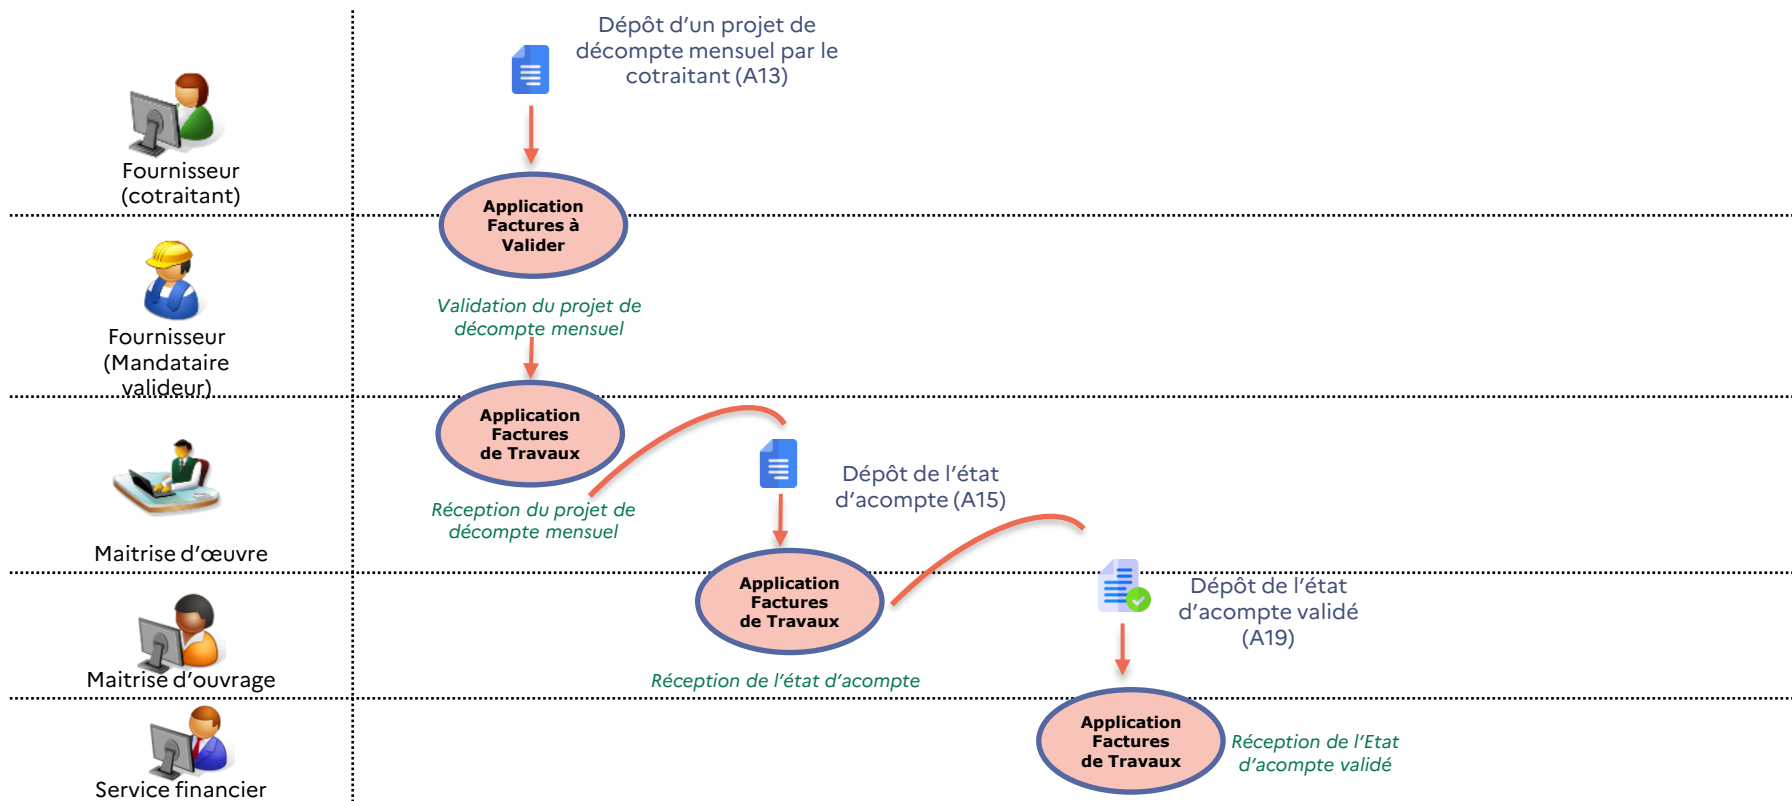 Dépôt d'un projet de
décompte mensuel par le
cotraitant (A13)
Fournisseur
(cotraitant)
Application
Factures à
Valider
Validation du projet de
décompte mensuel
Fournisseur
(Mandataire
valideur)
Application
Factures
de Travaux
Réception du projet de
décompte mensuel
Dépôt de l'état
d'acompte (A15)
Maitrise d'œuvre
Application
Factures
de Travaux
Dépôt de l'état
d'acompte validé
(A19)
Maitrise d'ouvrage
Réception de l'état d'acompte
Application
Factures
de Travaux
Réception de l'Etat
d'acompte validé
Service financier